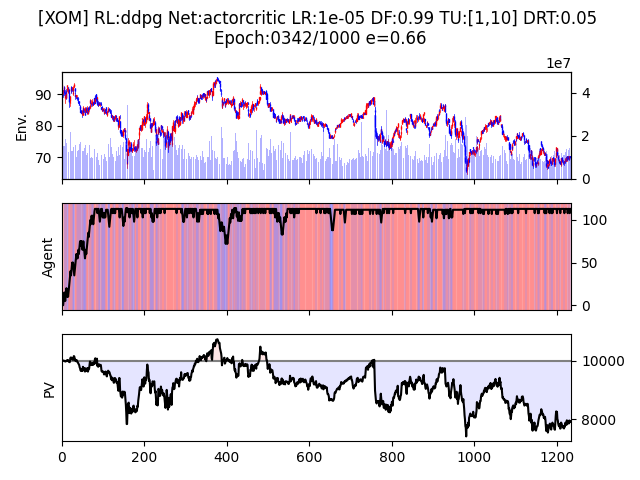 [XOM] RL:ddpg Net:actorcritic LR:1e-05 DF:0.99 TU:[1,10] DRT:0.05
Epoch:0342/1000 e=0.66
1e7
Env.
90
80
70
4
2
0
Agent
100
50
0
PV
10000
8000
0 200 400 600 800 1000 1200